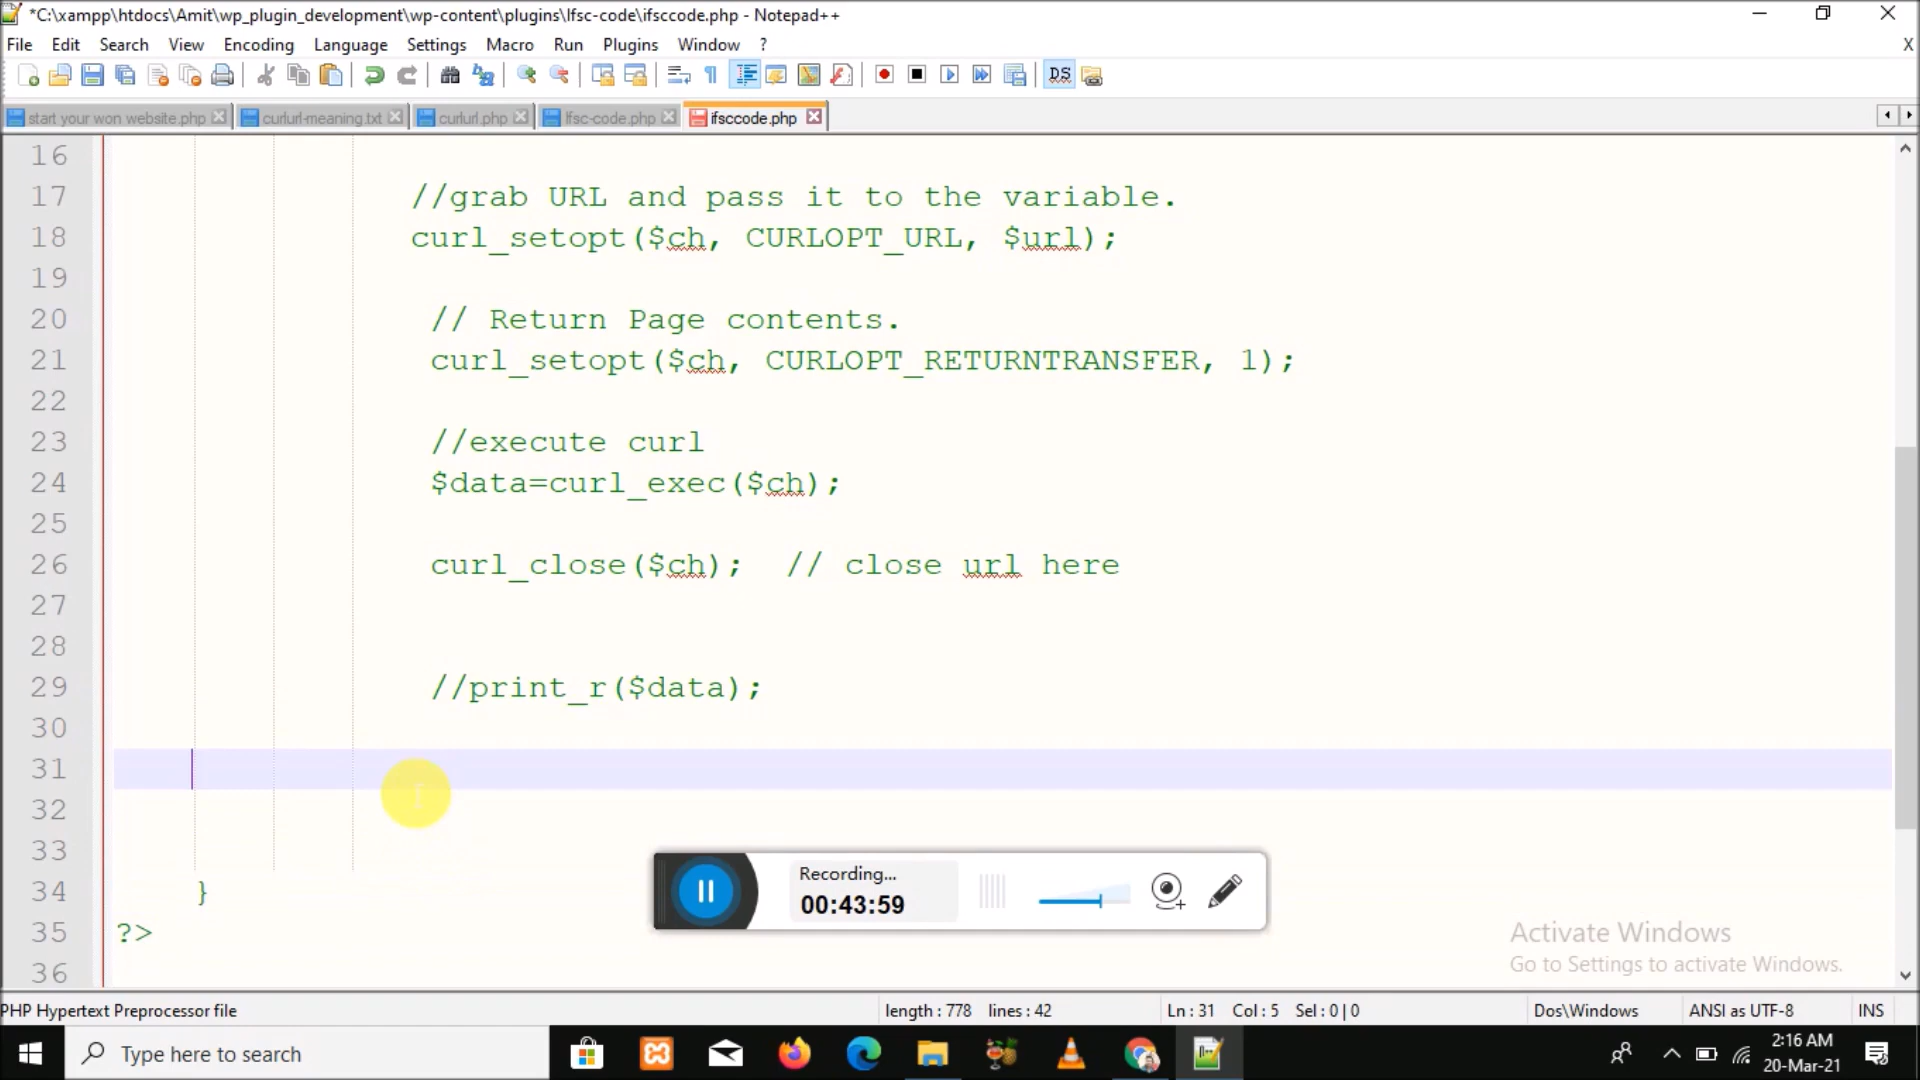 *C:\xampp\htdocs\Amit\wp_plugin_development\wp-content\plugins\Ifsc-code\ifsccode.php - Notepad++
File Edit Search View Encoding Language Settings Macro Run Plugins Window ? X
start your won website.php curlurl-meaning.txt curlurl.php Ifsc-code.php ifsccode.php
16
17 //grab URL and pass it to the variable.
18 curl_setopt($ch, CURLOPT_URL, $url);
19
20 // Return Page contents.
21 curl_setopt($ch, CURLOPT_RETURNTRANSFER, 1);
22
23 //execute curl
24 $data=curl_exec($ch);
25
26 curl_close($ch); // close url here
27
28
29 //print_r($data);
30
31
32
33
34 }
35 ?>
36
Recording...
00:43:59
Activate Windows
Go to Settings to activate Windows.
PHP Hypertext Preprocessor file length : 778 lines : 42 Ln : 31 Col : 5 Sel : 0 | 0 Dos\Windows ANSI as UTF-8 INS
Type here to search
2:16 AM
20-Mar-21